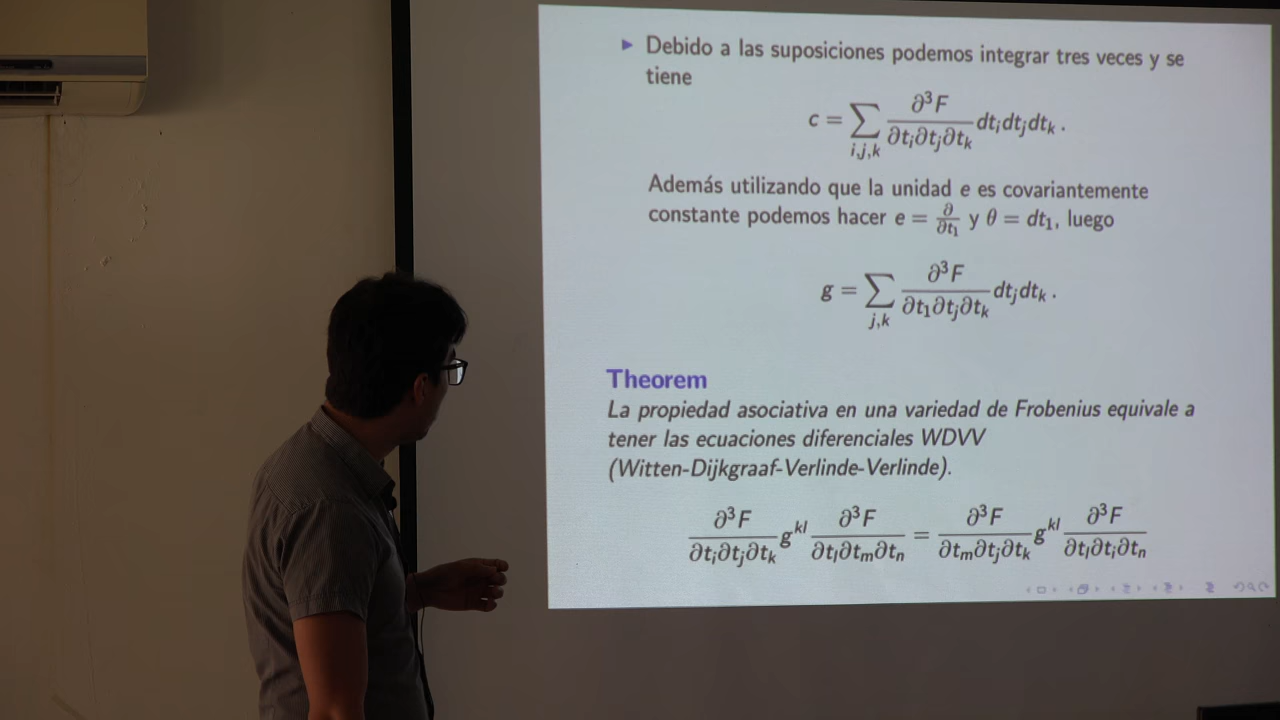 ▶ Debido a las suposiciones podemos integrar tres veces y se
tiene
c = ∑_{i,j,k} ∂³F/∂t_i∂t_j∂t_k dt_i dt_j dt_k .
Además utilizando que la unidad e es covariantemente
constante podemos hacer e = ∂/∂t₁ y θ = dt₁, luego
g = ∑_{j,k} ∂³F/∂t₁∂t_j∂t_k dt_j dt_k .
Theorem
La propiedad asociativa en una variedad de Frobenius equivale a
tener las ecuaciones diferenciales WDVV
(Witten-Dijkgraaf-Verlinde-Verlinde).
∂³F/∂t_i∂t_j∂t_k g^{kl} ∂³F/∂t_l∂t_m∂t_n = ∂³F/∂t_m∂t_j∂t_k g^{kl} ∂³F/∂t_l∂t_i∂t_n